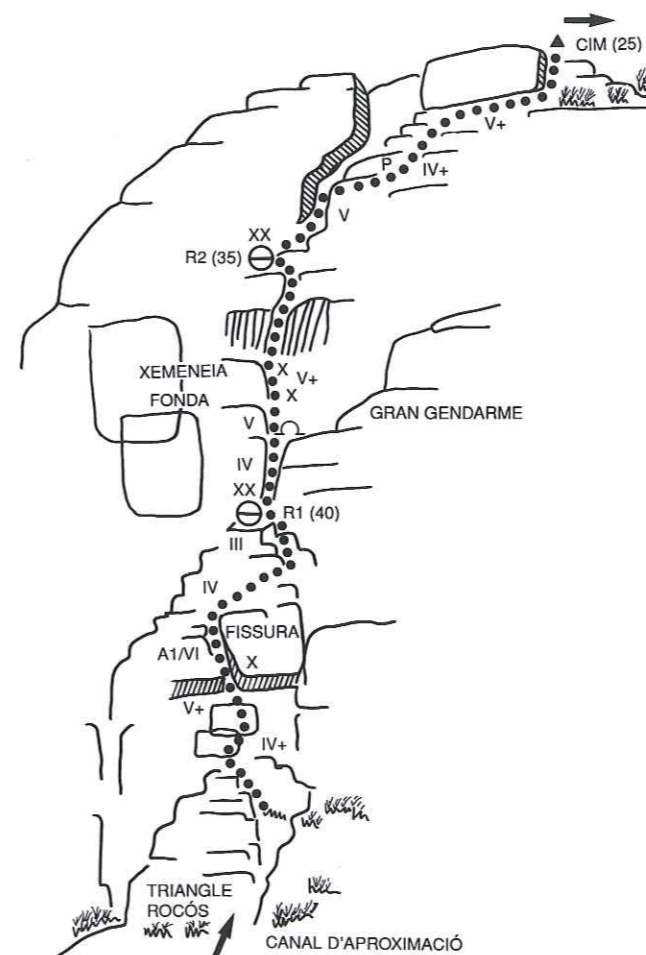 CIM (25)
V+
P
IV+
V
XX
R2 (35)
XEMENEIA
X
V+
FONDA
X
GRAN GENDARME
V
IV
XX
R1 (40)
III
IV
FISSURA
A1/VI
X
V+
IV+
TRIANGLE
ROCÓS
CANAL D'APROXIMACIÓ